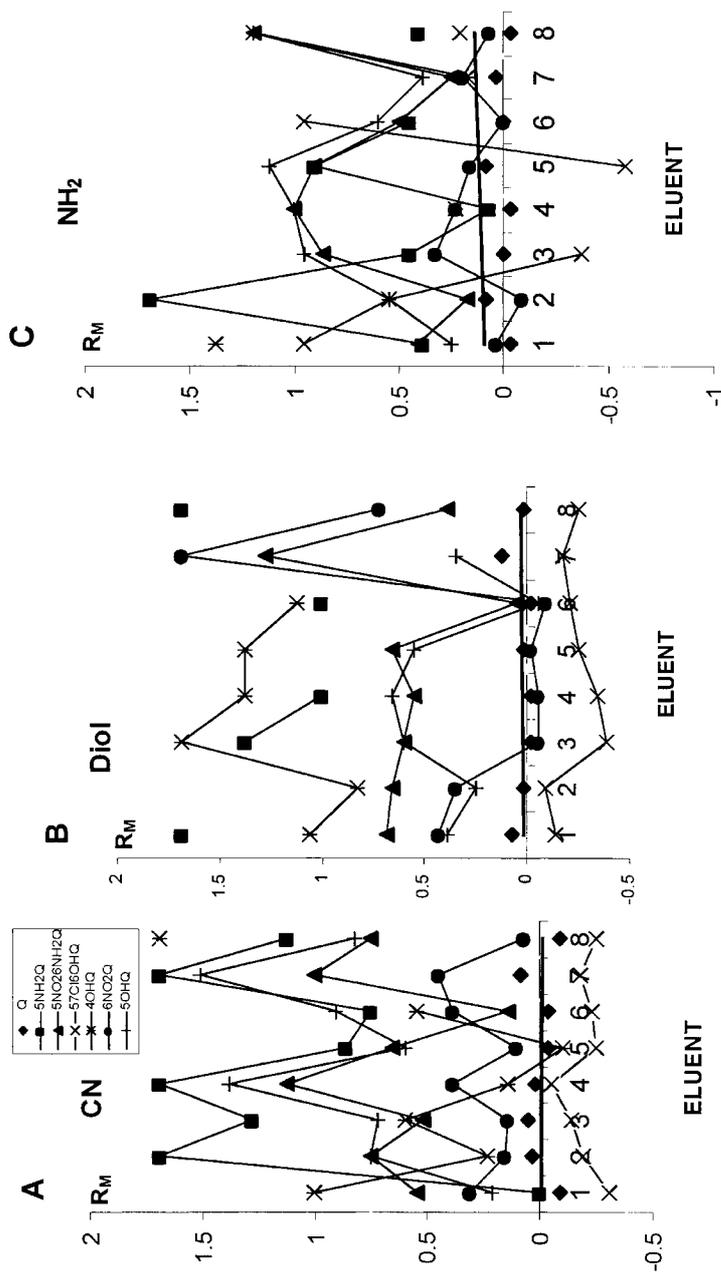 A
CN
R_M
2
1.5
1
0.5
0
-0.5
1 2 3 4 5 6 7 8
ELUENT
Q
5NH2Q
5NO26NH2Q
57Cl6OHQ
4OHQ
6NO2Q
5OHQ
B
Diol
R_M
2
1.5
1
0.5
0
-0.5
1 2 3 4 5 6 7 8
ELUENT
C
NH₂
R_M
2
1.5
1
0.5
0
-0.5
-1
1 2 3 4 5 6 7 8
ELUENT